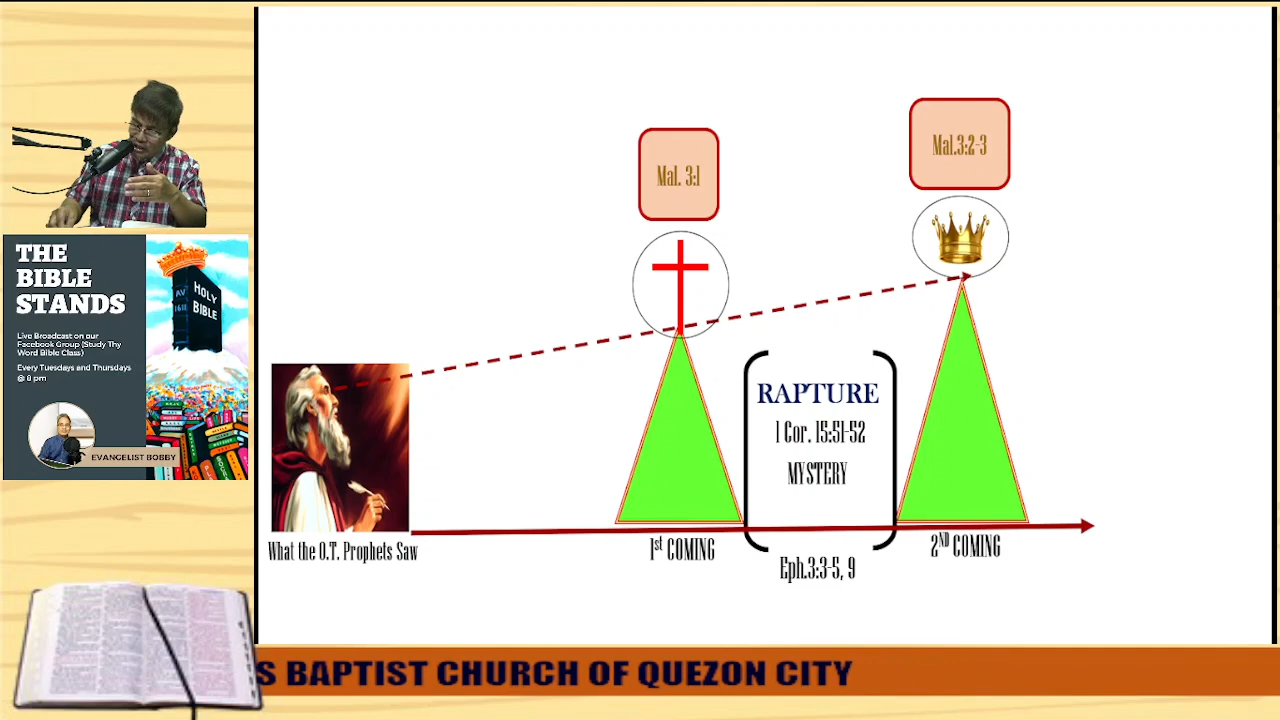 THE
BIBLE
STANDS
Live Broadcast on our
Facebook Group (Study Thy
Word Bible Class)
Every Tuesdays and Thursdays
@ 8 pm
EVANGELIST BOBBY
AV
1611
HOLY
BIBLE
Mal. 3:1
Mal.3:2-3
RAPTURE
1 Cor. 15:51-52
MYSTERY
What the O.T. Prophets Saw
1st COMING
2ND COMING
Eph.3:3-5, 9
S BAPTIST CHURCH OF QUEZON CITY